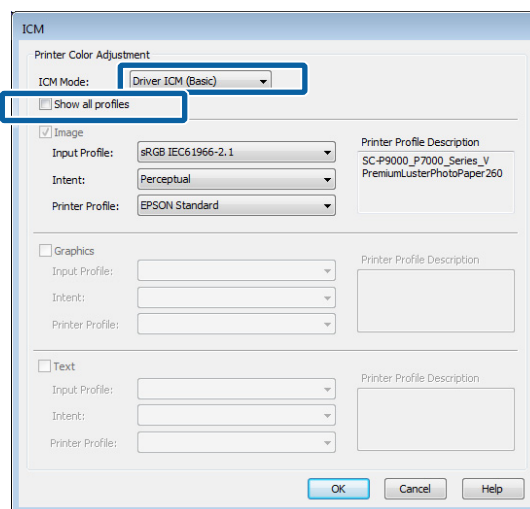 ICM
Printer Color Adjustment
ICM Mode: Driver ICM (Basic)
Show all profiles
Image
Input Profile: sRGB IEC61966-2.1
Intent: Perceptual
Printer Profile: EPSON Standard
Printer Profile Description
SC-P9000_P7000_Series_V
PremiumLusterPhotoPaper260
Graphics
Input Profile:
Intent:
Printer Profile:
Printer Profile Description
Text
Input Profile:
Intent:
Printer Profile:
Printer Profile Description
OK Cancel Help